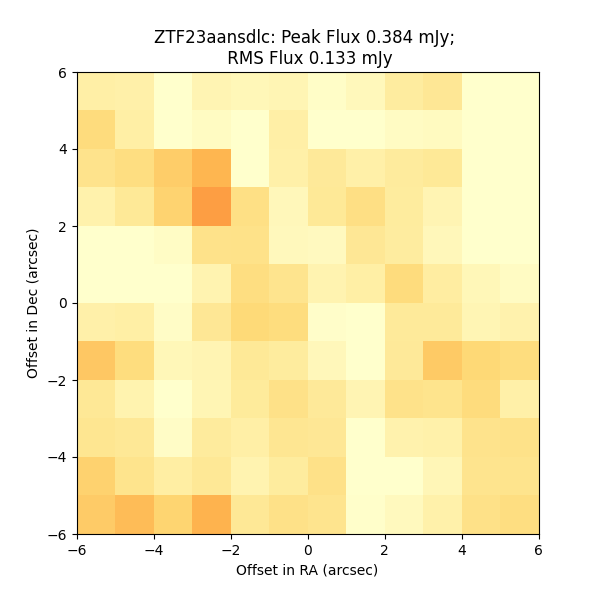 ZTF23aansdlc: Peak Flux 0.384 mJy;
RMS Flux 0.133 mJy
6
4
2
0
−2
−4
−6
Offset in Dec (arcsec)
−6 −4 −2 0 2 4 6
Offset in RA (arcsec)